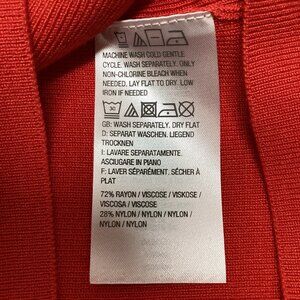 MACHINE WASH COLD GENTLE
CYCLE. WASH SEPARATELY. ONLY
NON-CHLORINE BLEACH WHEN
NEEDED, LAY FLAT TO DRY. LOW
IRON IF NEEDED
30
GB: WASH SEPARATELY. DRY FLAT
D: SEPARAT WASCHEN. LIEGEND
TROCKNEN
I: LAVARE SEPARATAMENTE.
ASCIUGARE IN PIANO
F: LAVER SÉPARÉMENT. SÉCHER À
PLAT
72% RAYON / VISCOSE / VISKOSE /
VISCOSA / VISCOSE
28% NYLON / NYLON / NYLON /
NYLON / NYLON